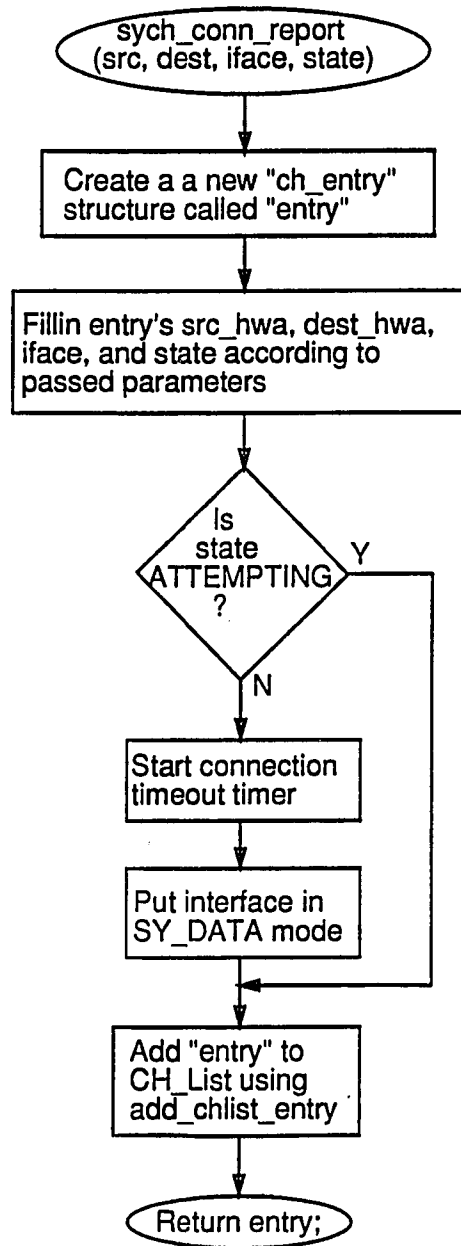 sych_conn_report
(src, dest, iface, state)
Create a a new "ch_entry"
structure called "entry"
Fillin entry's src_hwa, dest_hwa,
iface, and state according to
passed parameters
Is
state
ATTEMPTING
?
Y
N
Start connection
timeout timer
Put interface in
SY_DATA mode
Add "entry" to
CH_List using
add_chlist_entry
Return entry;